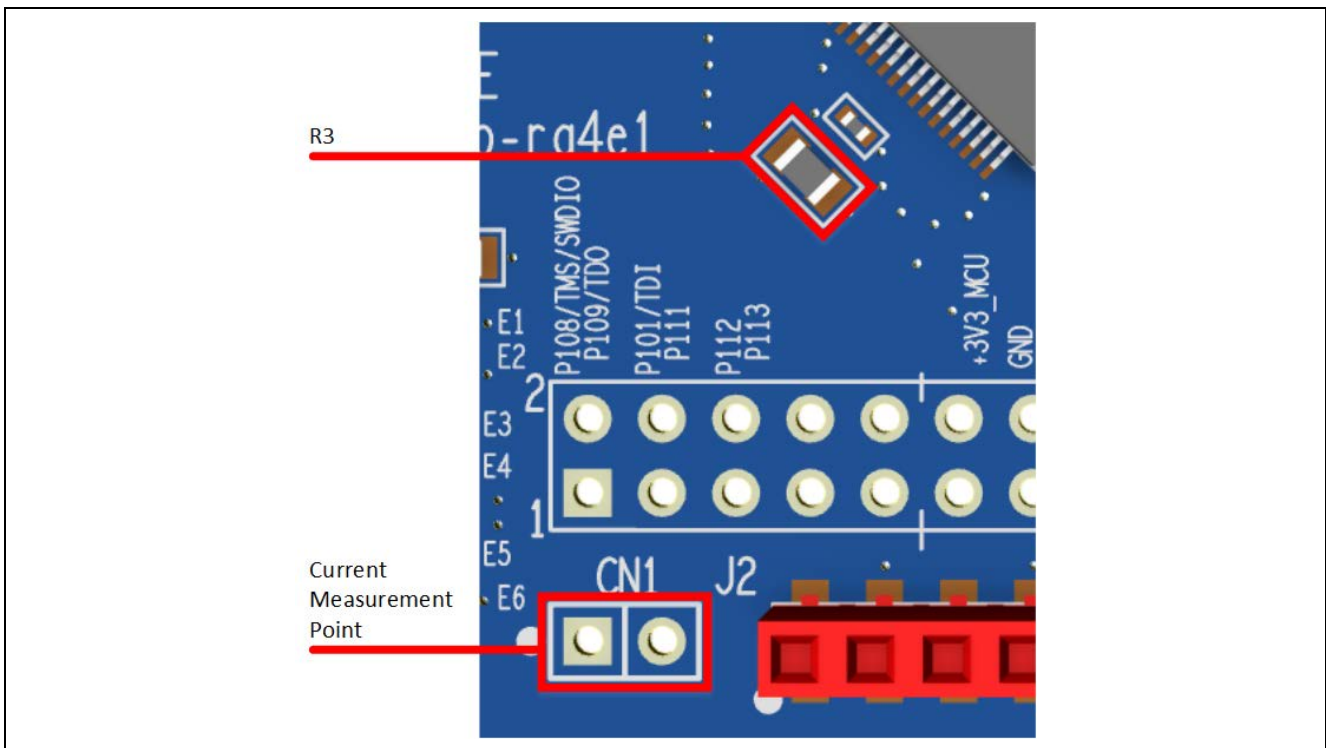 R3
-ra4e1
P108/TMS/SWDIO
P109/TDO
P101/TDI
P111
P112
P113
+3V3_MCU
GND
E1
E2
2
E3
E4
1
E5
CN1
J2
E6
Current
Measurement
Point